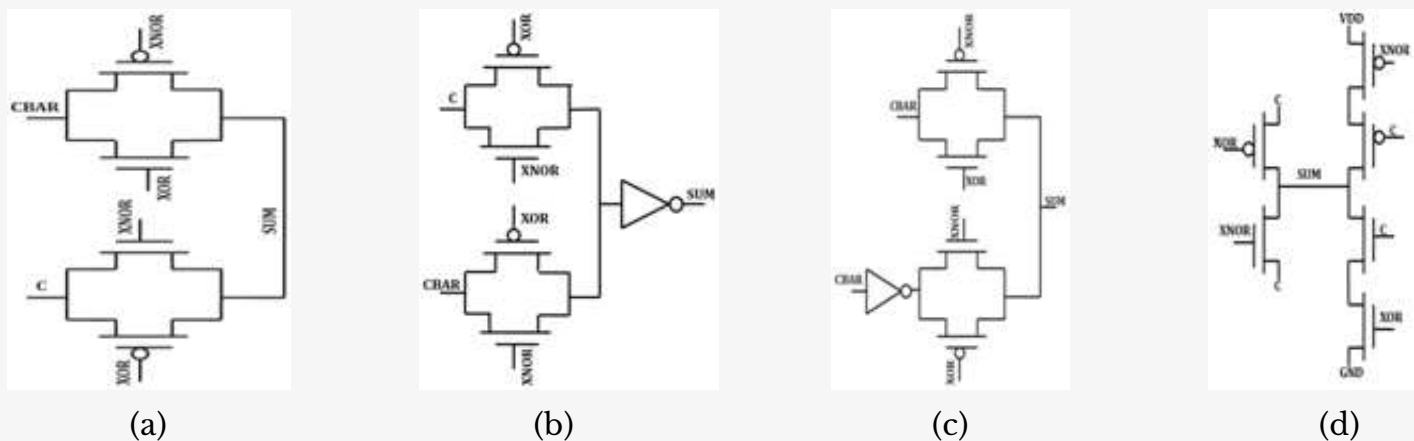 XNOR
CBAR
XOR
XNOR
SUM
C
XOR
(a)
XOR
C
XNOR
SUM
XOR
CBAR
XNOR
(b)
XNOR
CBAR
XOR
XNOR
SUM
CBAR
XOR
(c)
VDD
XNOR
C
C
XOR
SUM
XNOR
C
C
XOR
GND
(d)